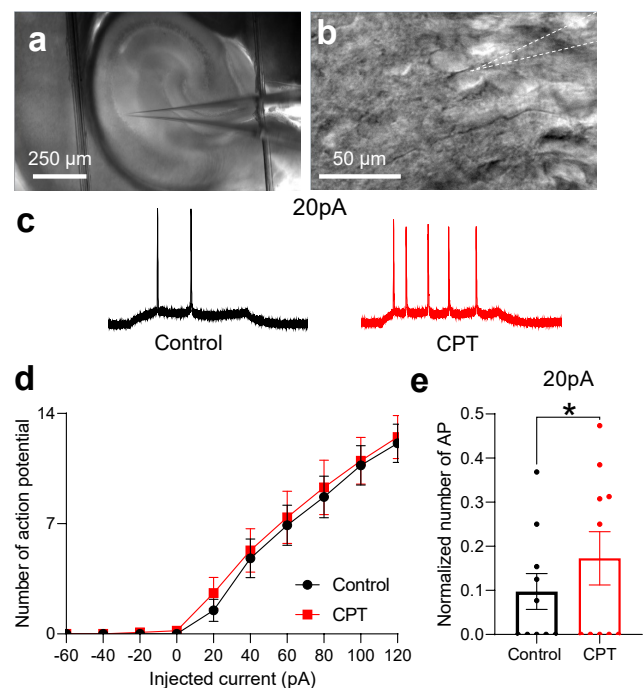 a
b
250 µm
50 µm
20pA
c
Control
CPT
d
e
20pA
14
7
0
Number of action potential
-60 -40 -20 0 20 40 60 80 100 120
Injected current (pA)
Control
CPT
*
0.5
0.4
0.3
0.2
0.1
0.0
Normalized number of AP
Control
CPT